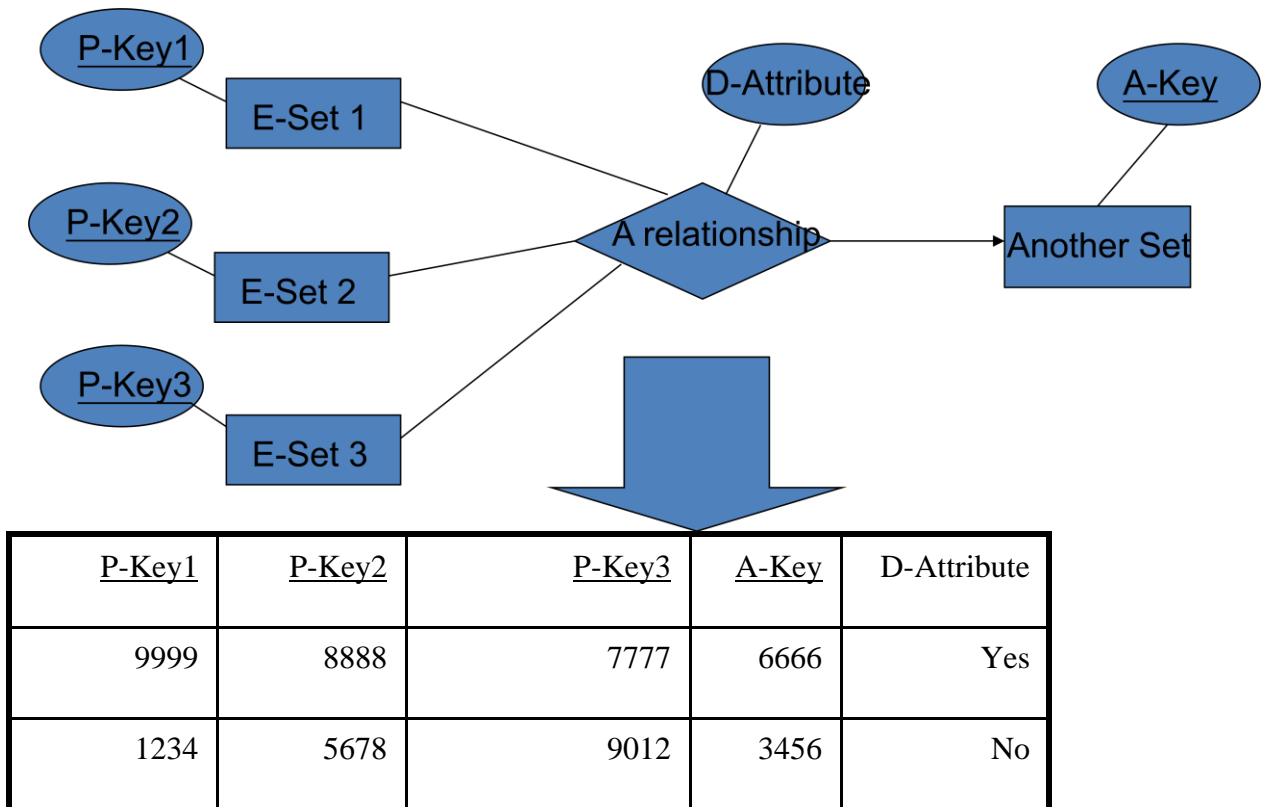 P-Key1
D-Attribute
A-Key
E-Set 1
P-Key2
A relationship
Another Set
E-Set 2
P-Key3
E-Set 3
P-Key1 P-Key2 P-Key3 A-Key D-Attribute
9999 8888 7777 6666 Yes
1234 5678 9012 3456 No